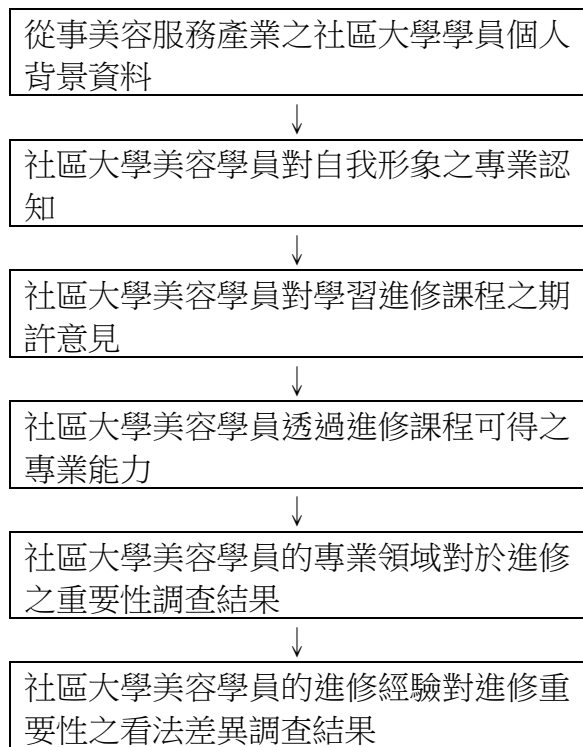 從事美容服務產業之社區大學學員個人
背景資料
↓
社區大學美容學員對自我形象之專業認
知
↓
社區大學美容學員對學習進修課程之期
許意見
↓
社區大學美容學員透過進修課程可得之
專業能力
↓
社區大學美容學員的專業領域對於進修
之重要性調查結果
↓
社區大學美容學員的進修經驗對進修重
要性之看法差異調查結果